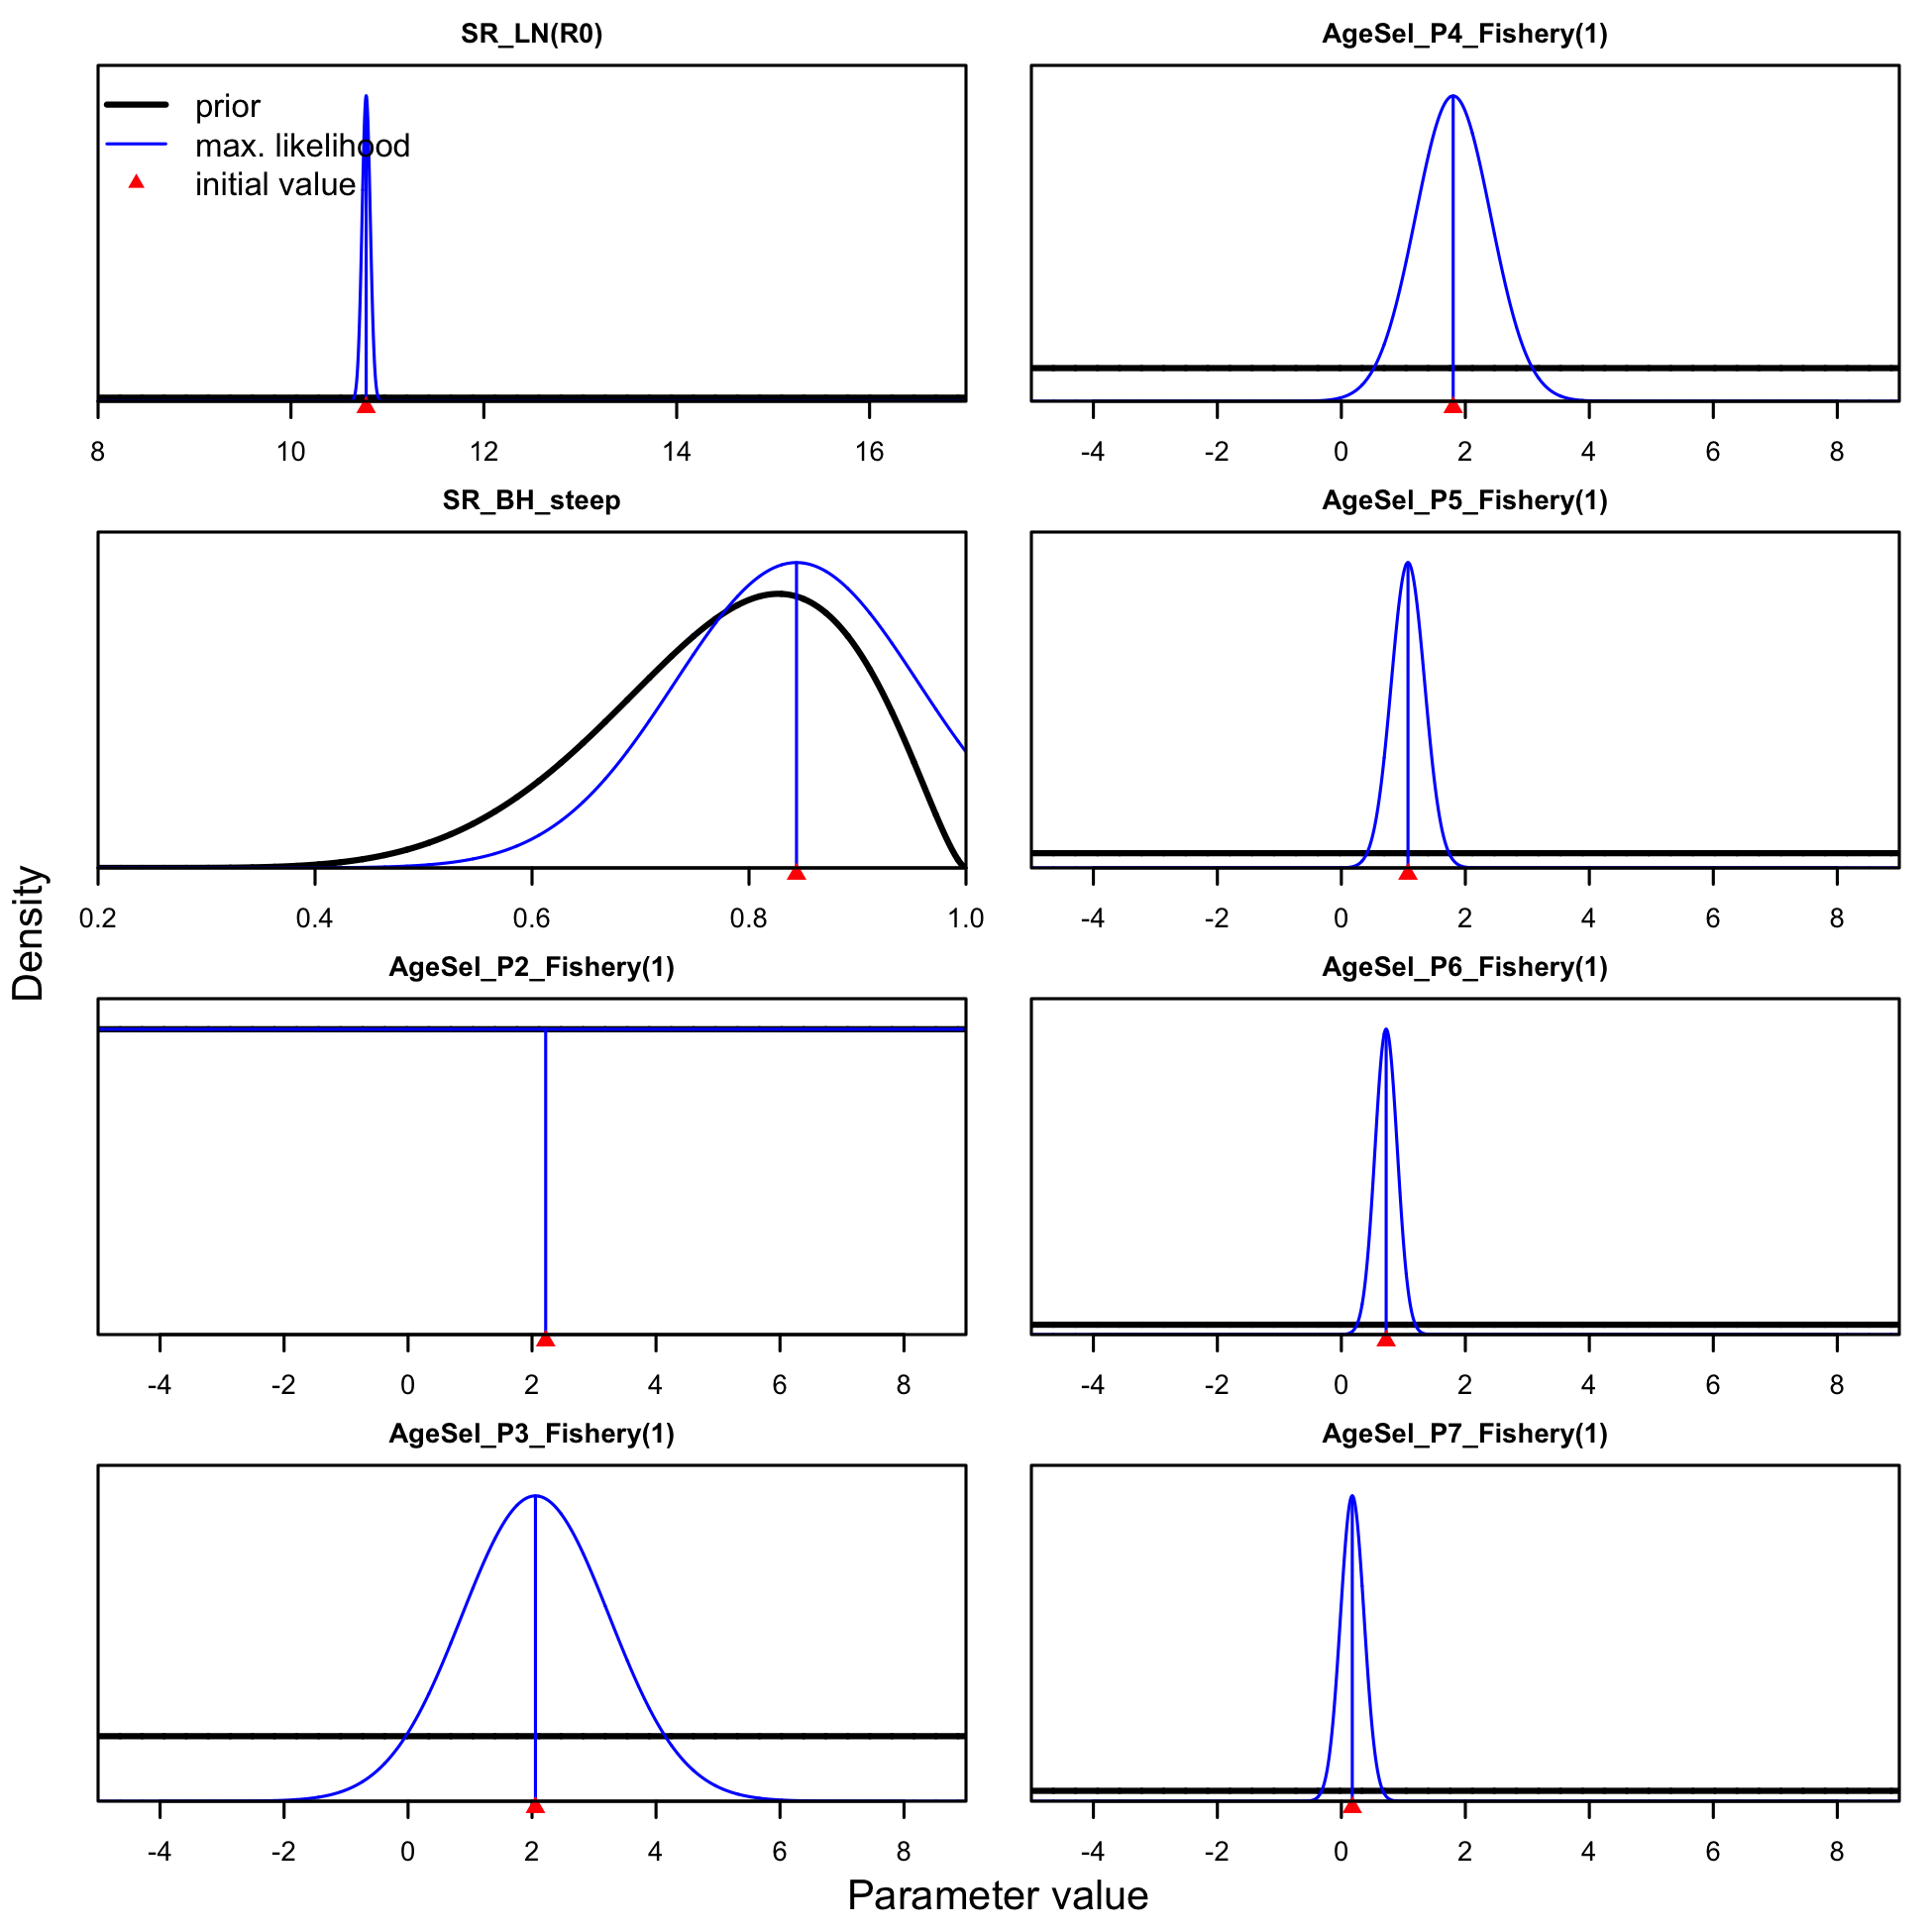 SR_LN(R0)
prior
max. likelihood
initial value
8 10 12 14 16
AgeSel_P4_Fishery(1)
-4 -2 0 2 4 6 8
SR_BH_steep
0.2 0.4 0.6 0.8 1.0
AgeSel_P5_Fishery(1)
-4 -2 0 2 4 6 8
AgeSel_P2_Fishery(1)
-4 -2 0 2 4 6 8
AgeSel_P6_Fishery(1)
-4 -2 0 2 4 6 8
AgeSel_P3_Fishery(1)
-4 -2 0 2 4 6 8
AgeSel_P7_Fishery(1)
-4 -2 0 2 4 6 8
Density
Parameter value